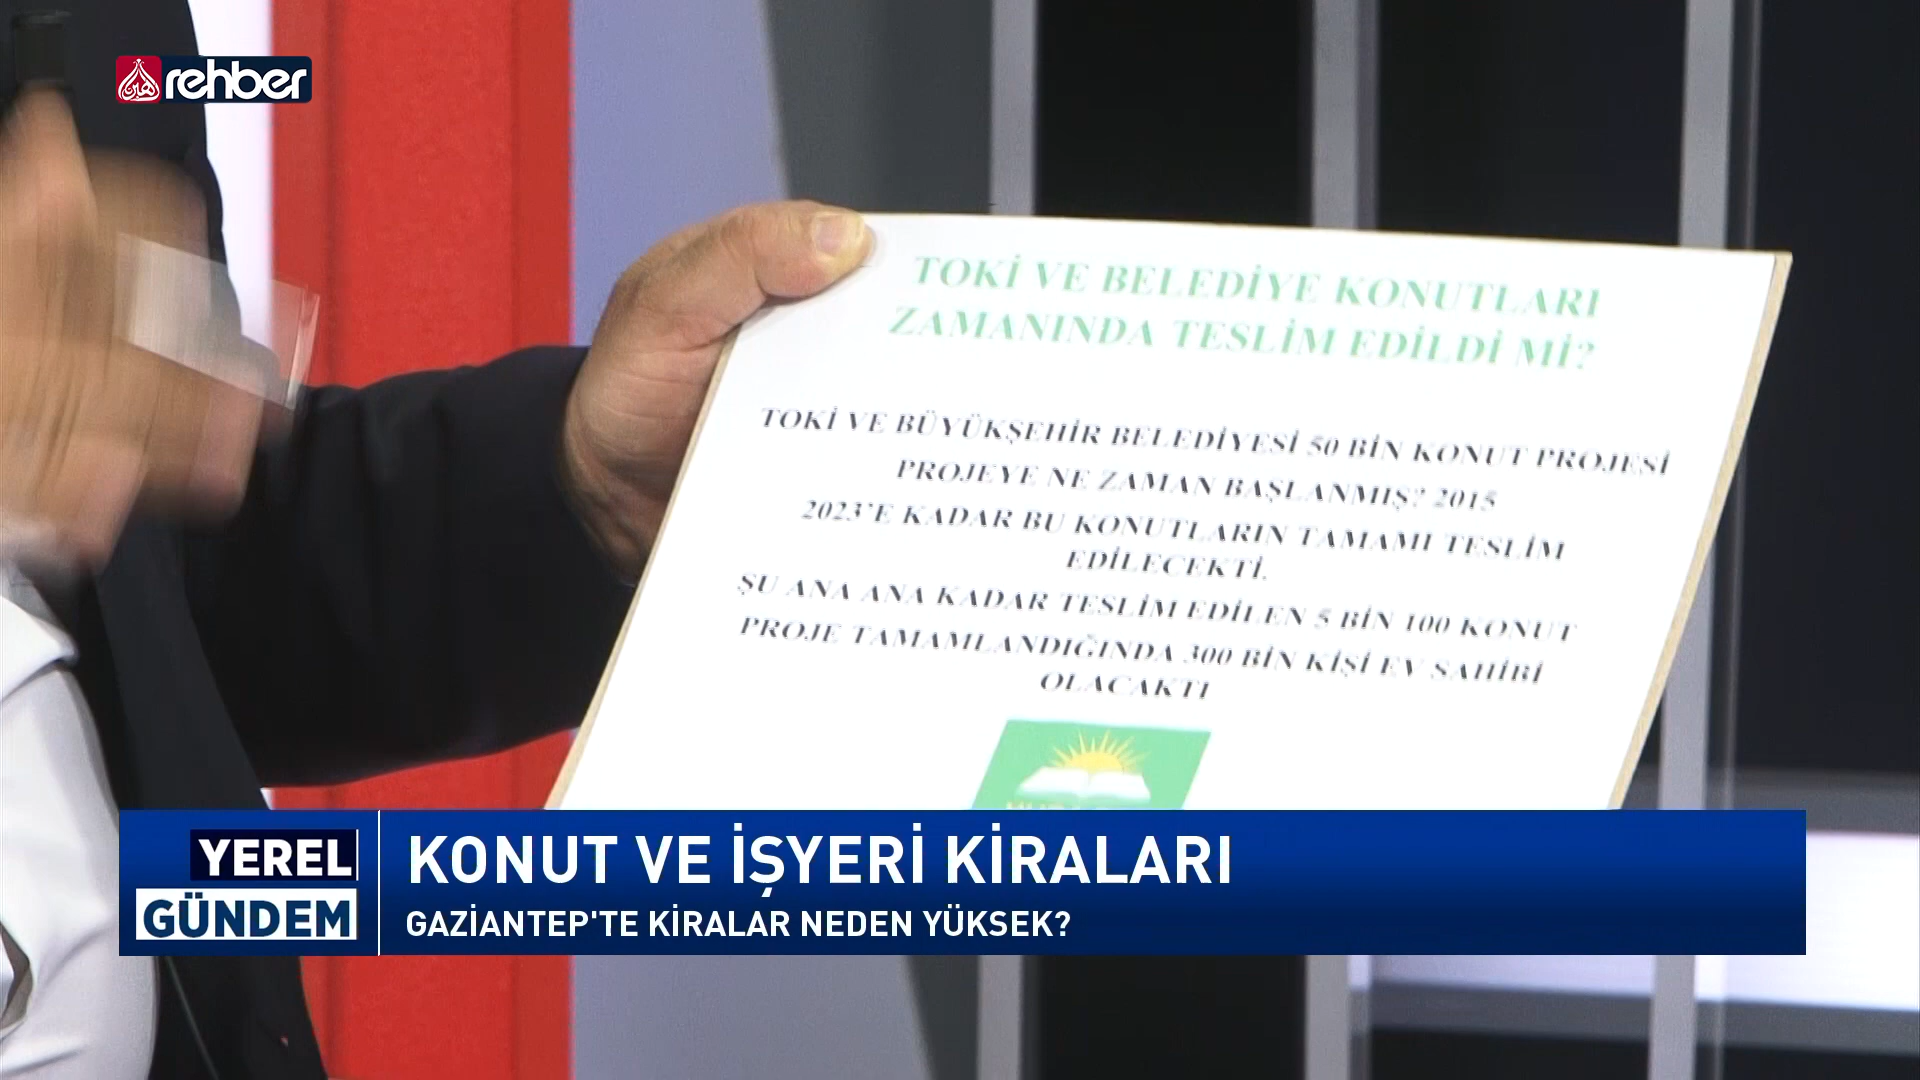 rehber
TOKİ VE BELEDİYE KONUTLARI
ZAMANINDA TESLİM EDİLDİ Mİ?
TOKİ VE BÜYÜKŞEHİR BELEDİYESİ 50 BİN KONUT PROJESİ
PROJEYE NE ZAMAN BAŞLANMIŞ? 2015
2023'E KADAR BU KONUTLARIN TAMAMI TESLİM
EDİLECEKTİ.
ŞU ANA ANA KADAR TESLİM EDİLEN 5 BİN 100 KONUT
PROJE TAMAMLANDIĞINDA 300 BİN KİŞİ EV SAHİBİ
OLACAKTI
YEREL
GÜNDEM
KONUT VE İŞYERİ KİRALARI
GAZİANTEP'TE KİRALAR NEDEN YÜKSEK?